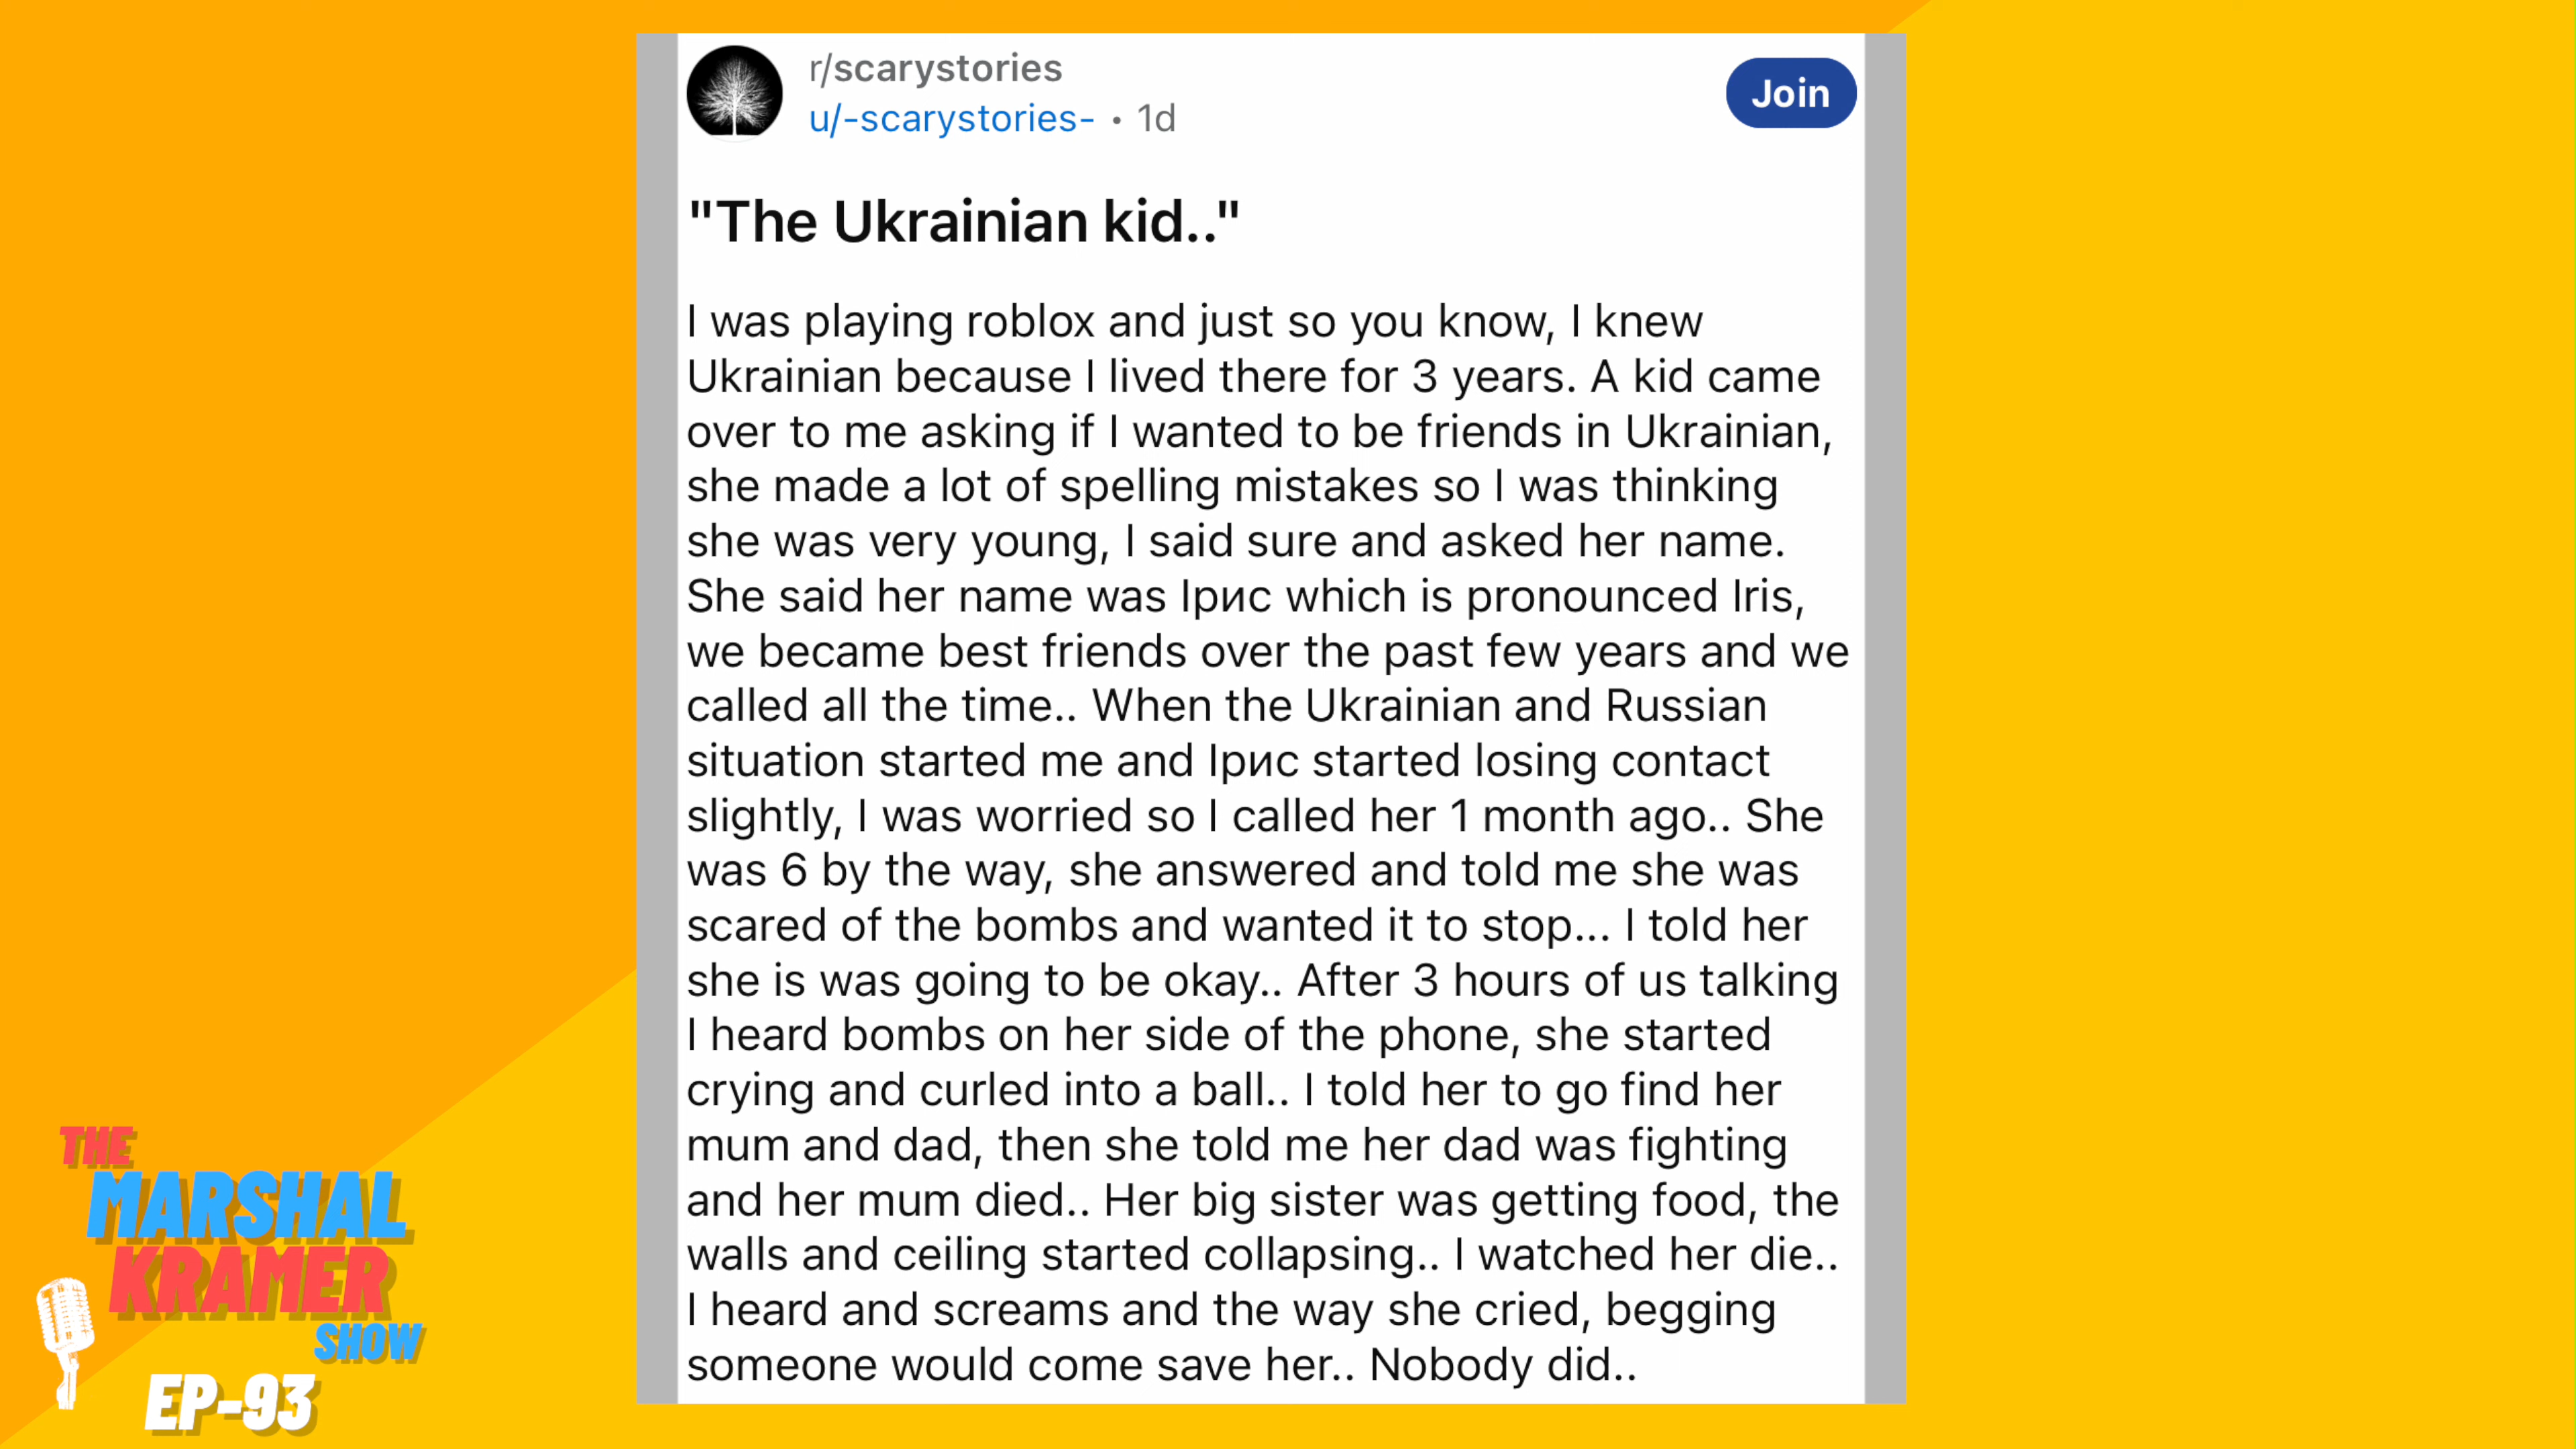 r/scarystories
u/-scarystories- • 1d
Join
"The Ukrainian kid.."
I was playing roblox and just so you know, I knew
Ukrainian because I lived there for 3 years. A kid came
over to me asking if I wanted to be friends in Ukrainian,
she made a lot of spelling mistakes so I was thinking
she was very young, I said sure and asked her name.
She said her name was Ірис which is pronounced Iris,
we became best friends over the past few years and we
called all the time.. When the Ukrainian and Russian
situation started me and Ірис started losing contact
slightly, I was worried so I called her 1 month ago.. She
was 6 by the way, she answered and told me she was
scared of the bombs and wanted it to stop... I told her
she is was going to be okay.. After 3 hours of us talking
I heard bombs on her side of the phone, she started
crying and curled into a ball.. I told her to go find her
mum and dad, then she told me her dad was fighting
and her mum died.. Her big sister was getting food, the
walls and ceiling started collapsing.. I watched her die..
I heard and screams and the way she cried, begging
someone would come save her.. Nobody did..
THE
MARSHAL
KRAMER
SHOW
EP-93